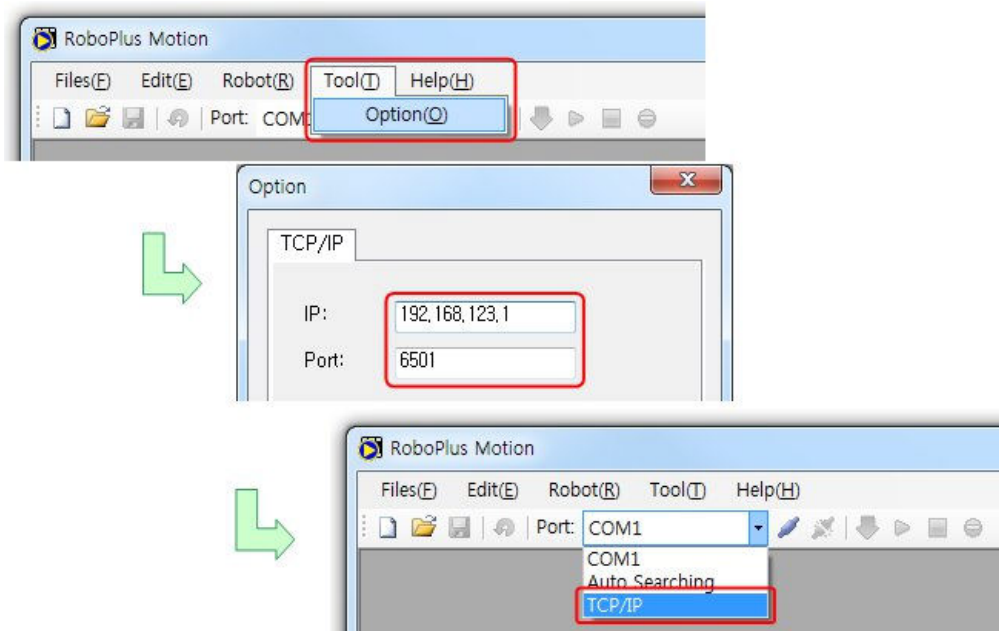 RoboPlus Motion
Files(F) Edit(E) Robot(R) Tool(T) Help(H)
Port: COM
Option(O)
Option
TCP/IP
IP: 192,168,123,1
Port: 6501
RoboPlus Motion
Files(F) Edit(E) Robot(R) Tool(T) Help(H)
Port: COM1
COM1
Auto Searching
TCP/IP